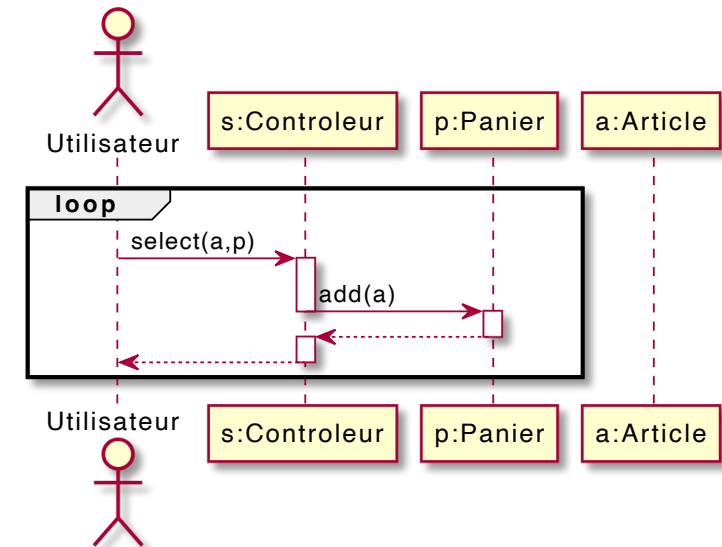 Utilisateur
s:Controleur
p:Panier
a:Article
loop
select(a,p)
add(a)
Utilisateur
s:Controleur
p:Panier
a:Article